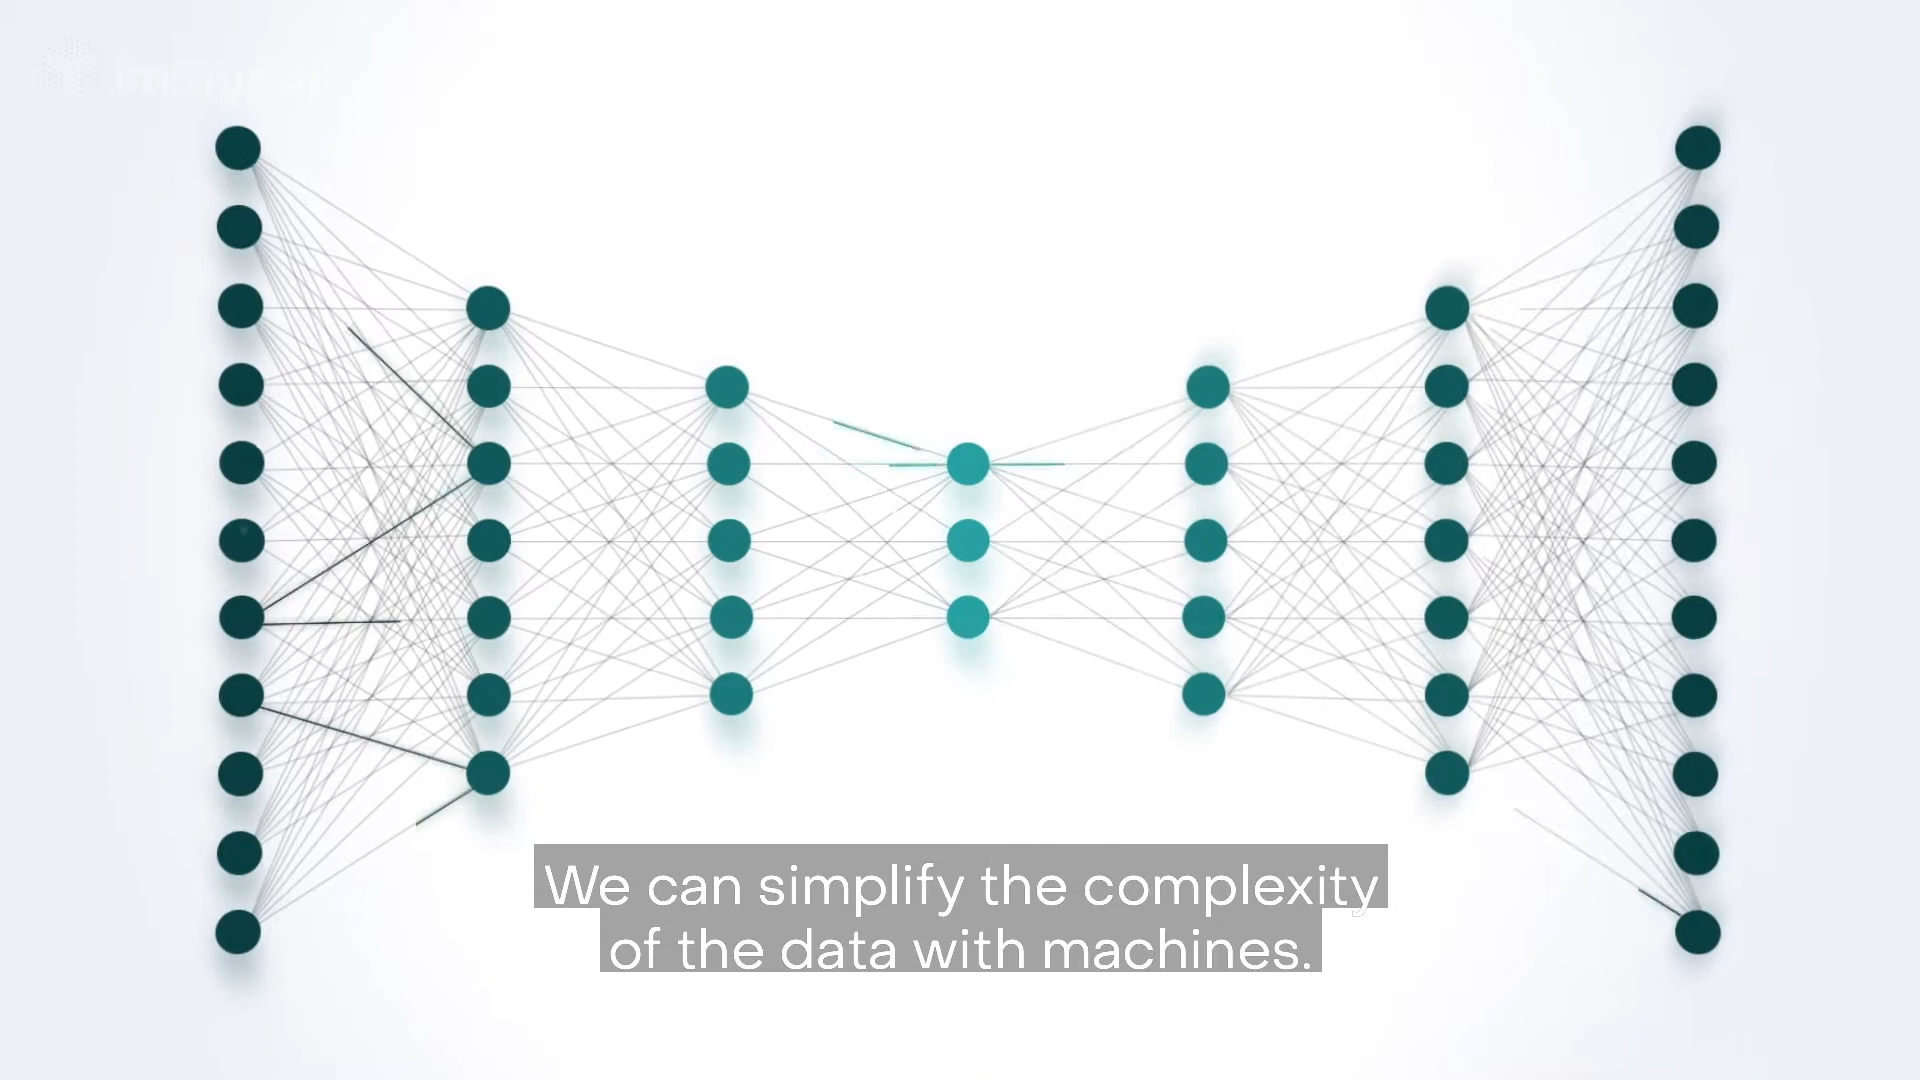 We can simplify the complexity
of the data with machines.